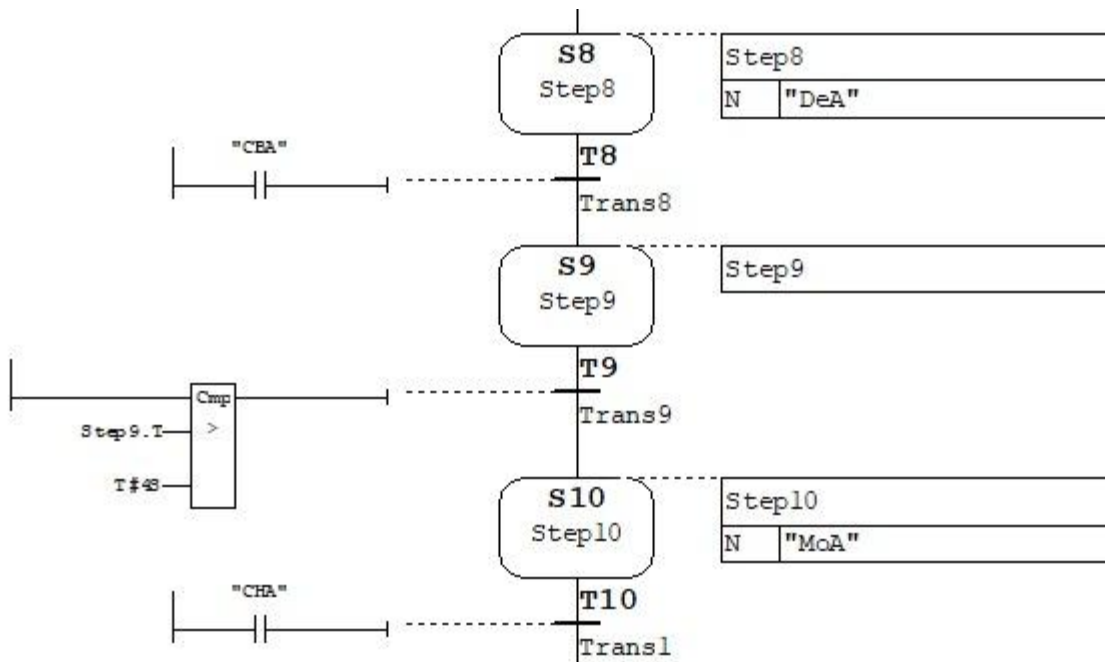 S8
Step8
Step8
N "DeA"
"CBA"
T8
Trans8
S9
Step9
Step9
T9
Trans9
Cmp
Step9.T
>
T#4S
S10
Step10
Step10
N "MoA"
"CHA"
T10
Trans1